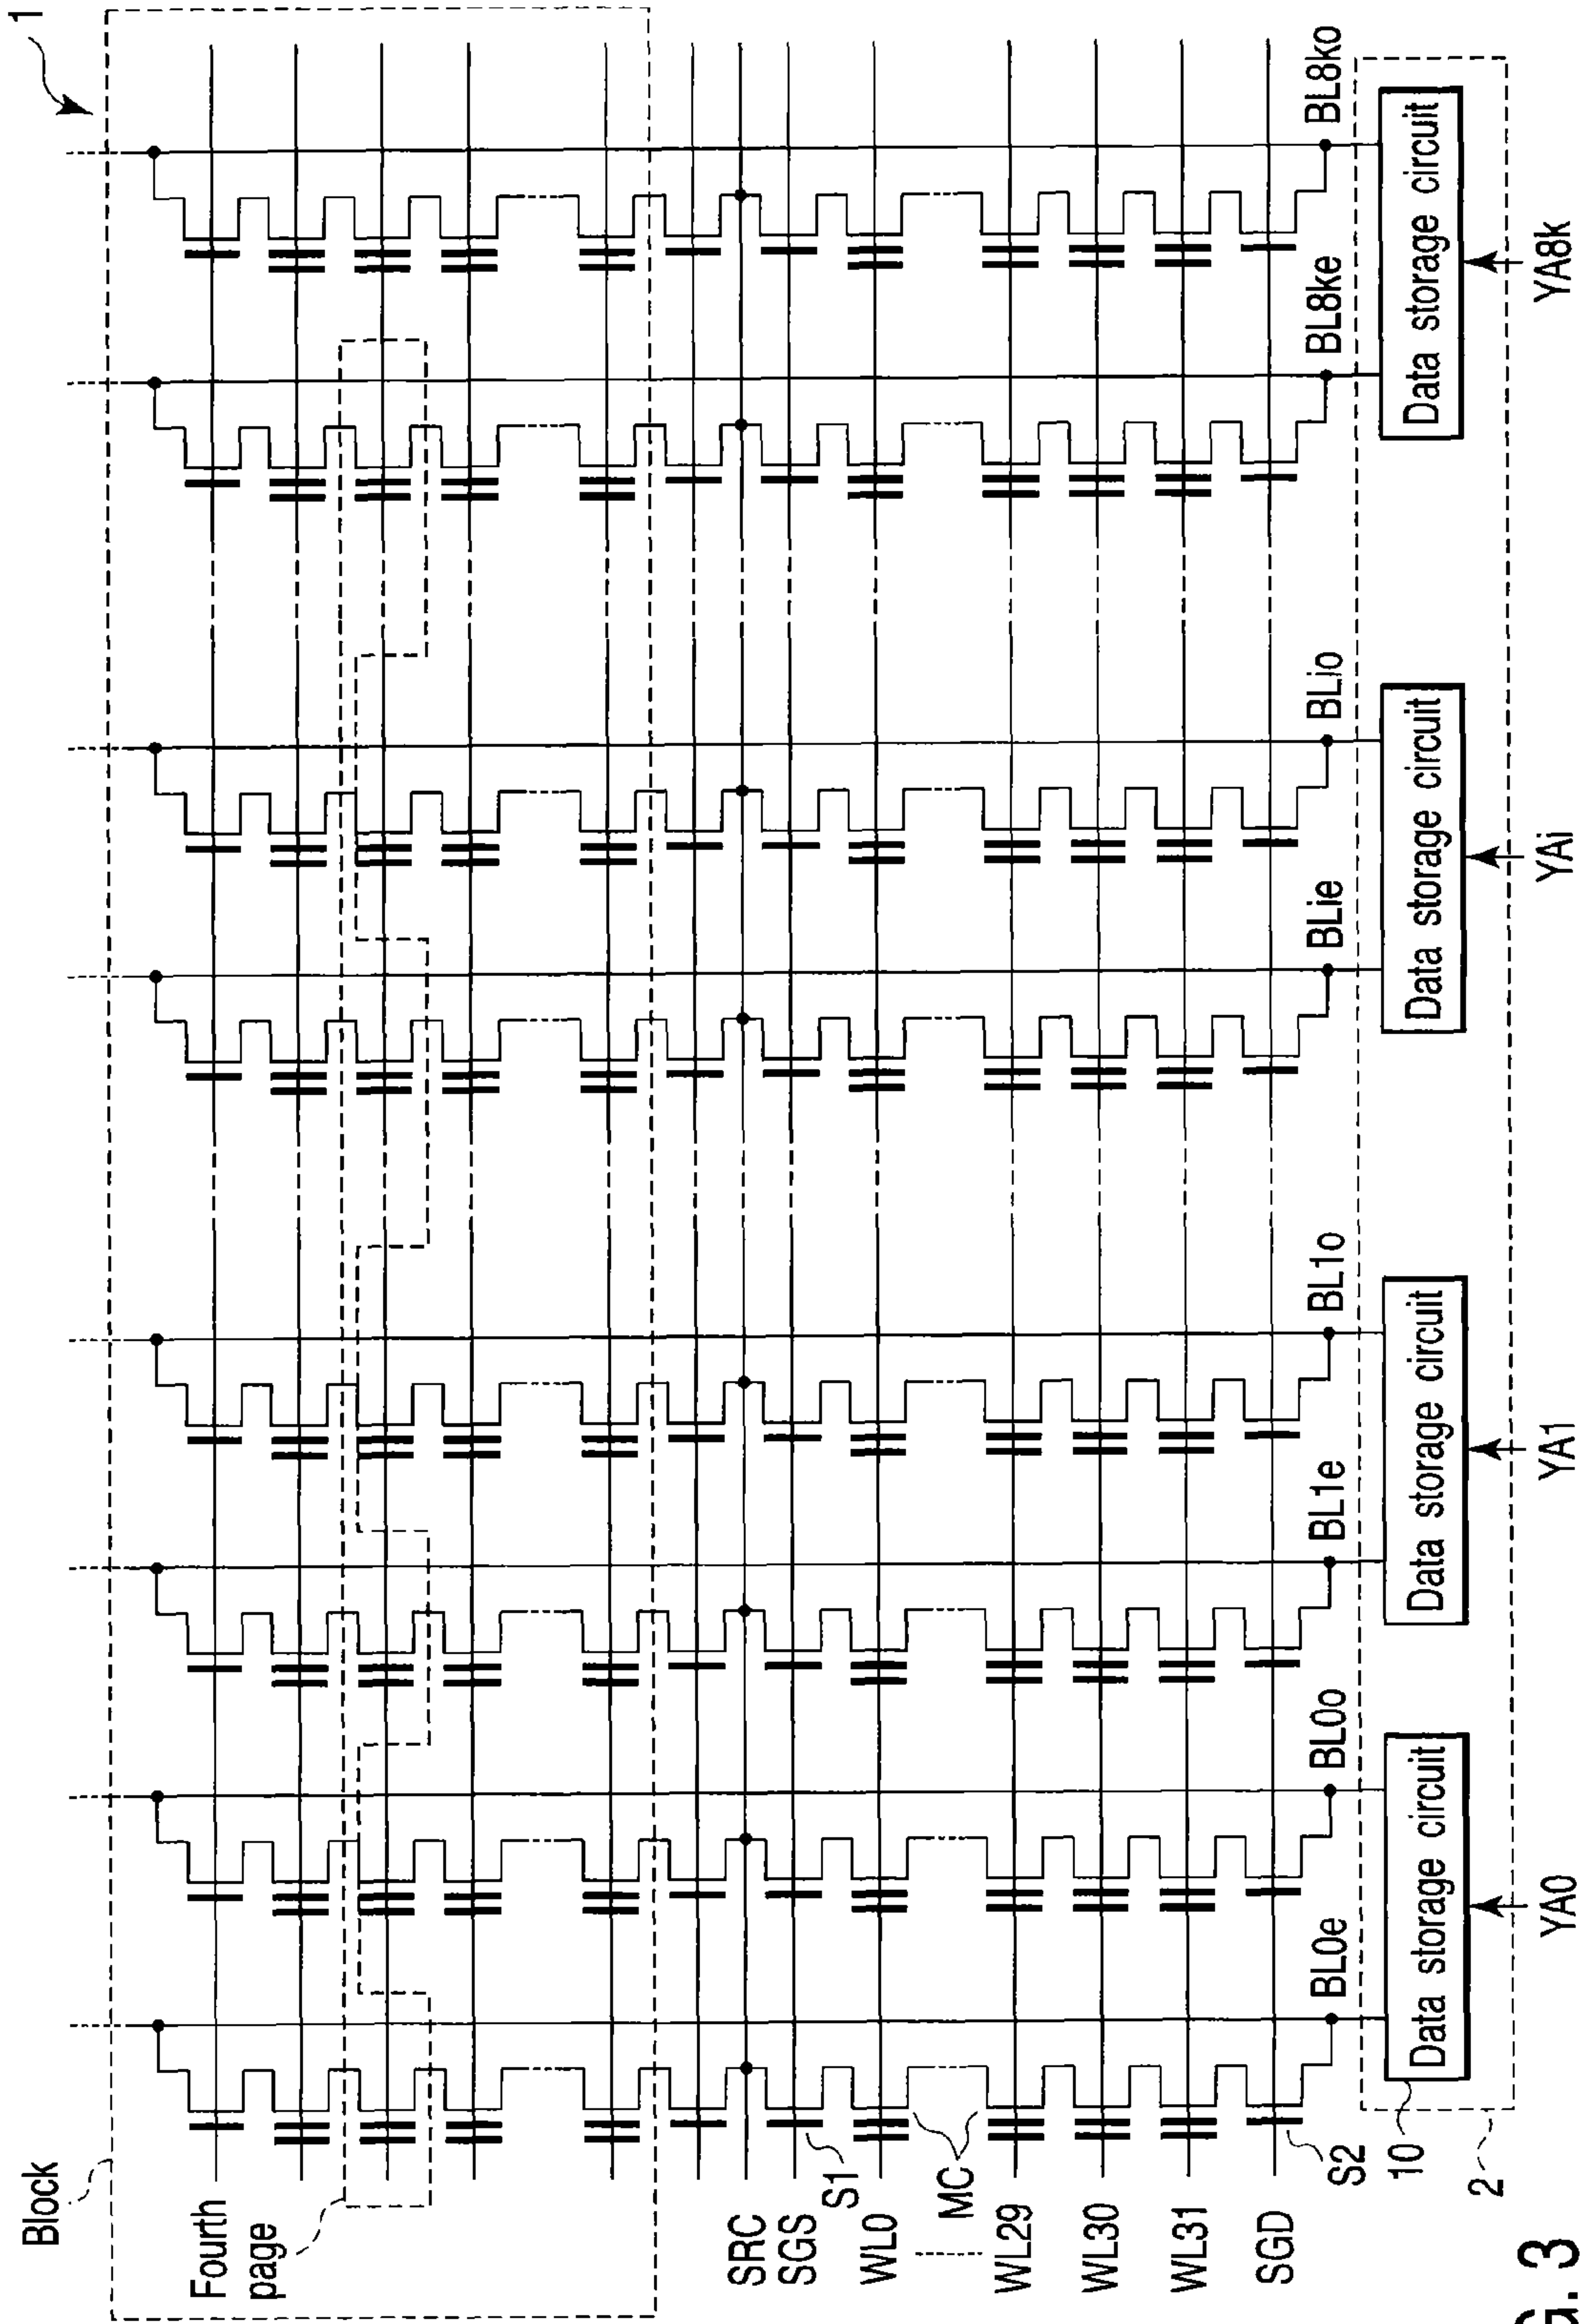 1
Block
Fourth
page
SRC
SGS
S1
WL0
MC
WL29
WL30
WL31
SGD
S2
BL0e
BL0o
BL1e
BL1o
BLie
BLio
BL8ke
BL8ko
10
Data storage circuit
Data storage circuit
Data storage circuit
Data storage circuit
2
YA0
YA1
YAi
YA8k
G. 3